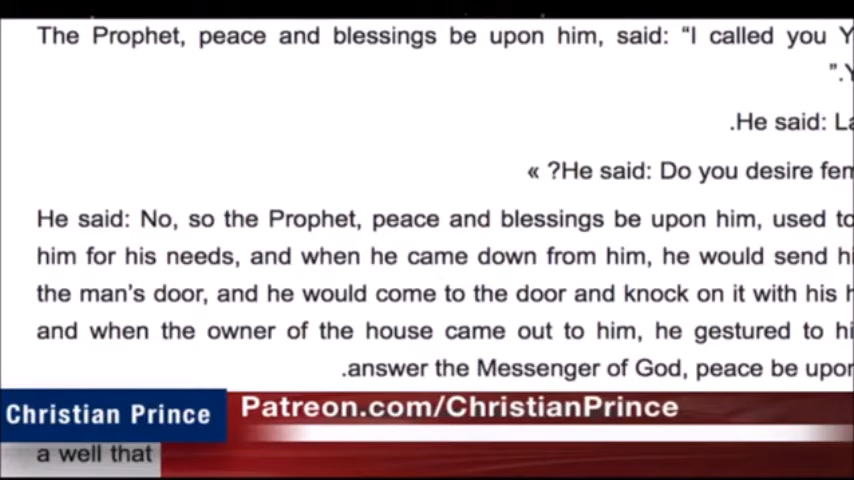 The Prophet, peace and blessings be upon him, said: “I called you Y
”.Y
.He said: La
« ?He said: Do you desire fem
He said: No, so the Prophet, peace and blessings be upon him, used to
him for his needs, and when he came down from him, he would send hi
the man’s door, and he would come to the door and knock on it with his h
and when the owner of the house came out to him, he gestured to hi
.answer the Messenger of God, peace be upon
Christian Prince
Patreon.com/ChristianPrince
a well that